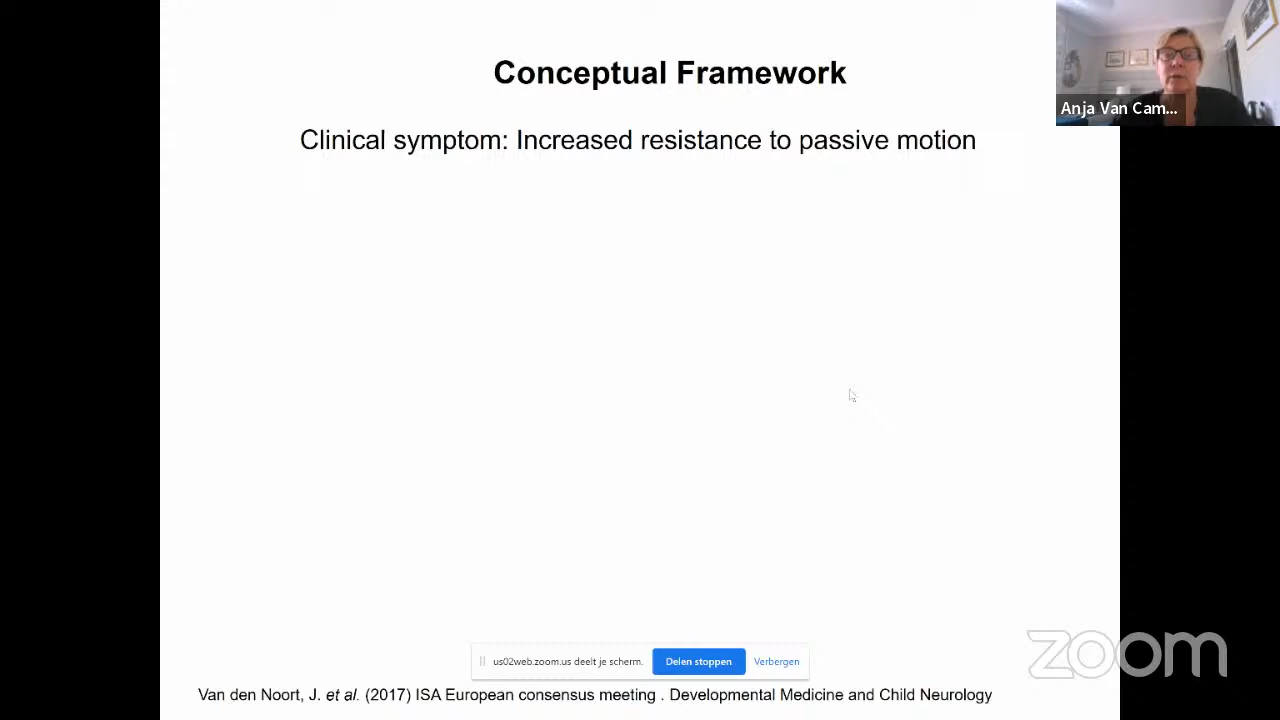 Conceptual Framework
Anja Van Cam...
Clinical symptom: Increased resistance to passive motion
us02web.zoom.us deelt je scherm.
Delen stoppen
Verbergen
zoom
Van den Noort, J. et al. (2017) ISA European consensus meeting . Developmental Medicine and Child Neurology